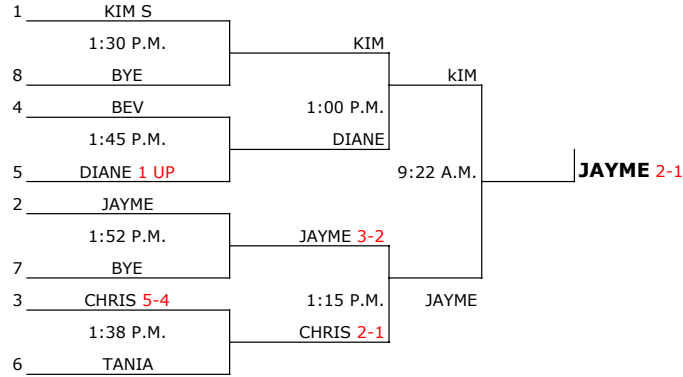 1 KIM S
1:30 P.M. KIM
8 BYE kIM
4 BEV 1:00 P.M.
1:45 P.M. DIANE
5 DIANE 1 UP 9:22 A.M. JAYME 2-1
2 JAYME
1:52 P.M. JAYME 3-2
7 BYE
3 CHRIS 5-4 1:15 P.M. JAYME
1:38 P.M. CHRIS 2-1
6 TANIA